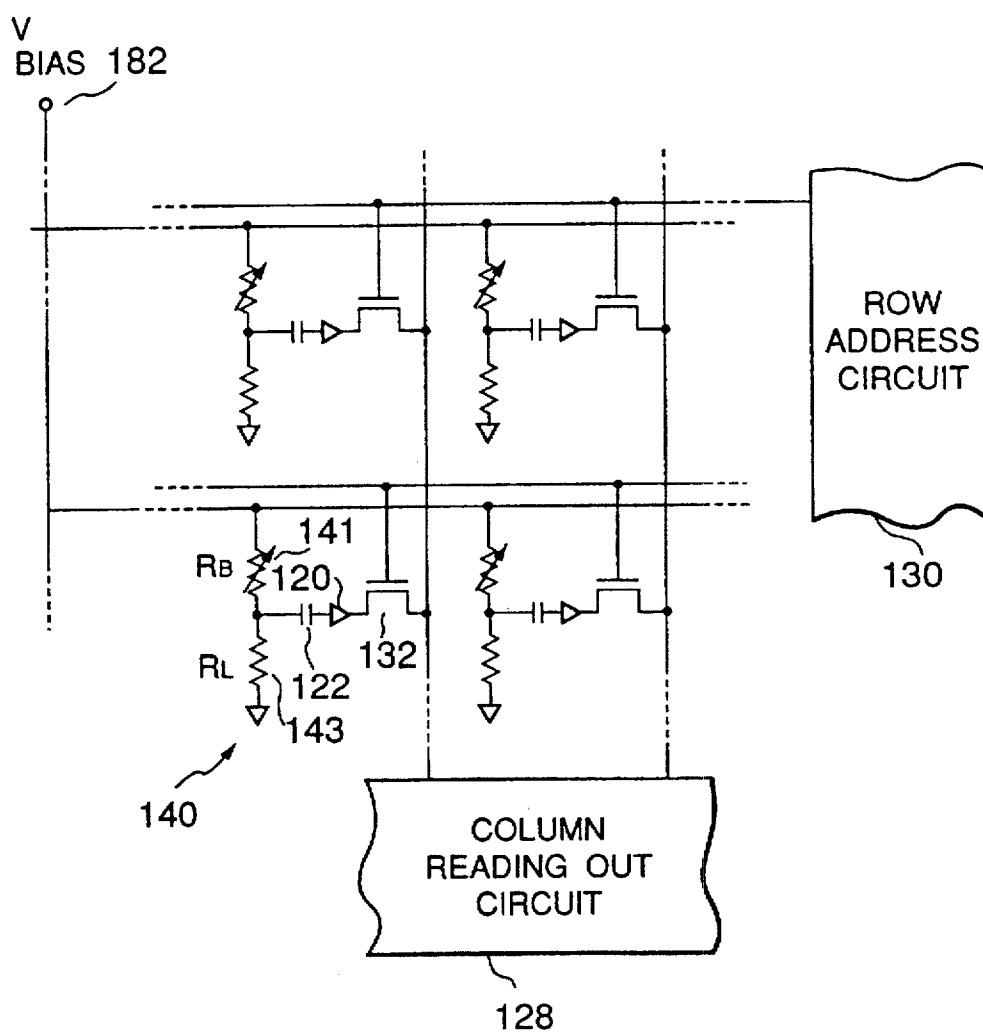 V
BIAS 182
ROW
ADDRESS
CIRCUIT
130
RB
141
120
132
RL
122
143
140
COLUMN
READING OUT
CIRCUIT
128